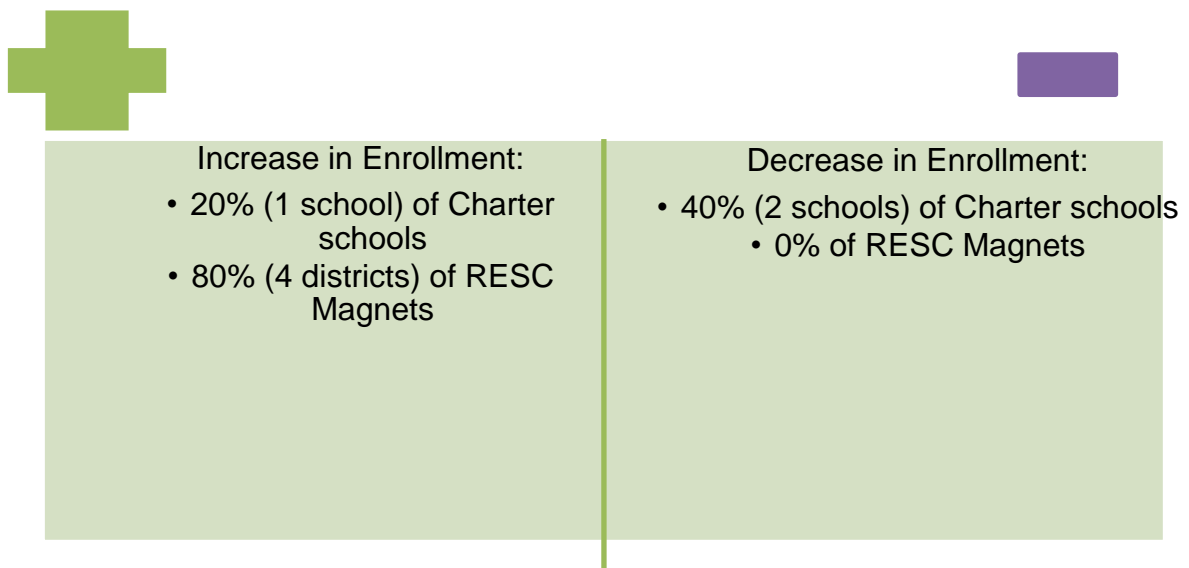 Increase in Enrollment:
• 20% (1 school) of Charter
schools
• 80% (4 districts) of RESC
Magnets
Decrease in Enrollment:
• 40% (2 schools) of Charter schools
• 0% of RESC Magnets